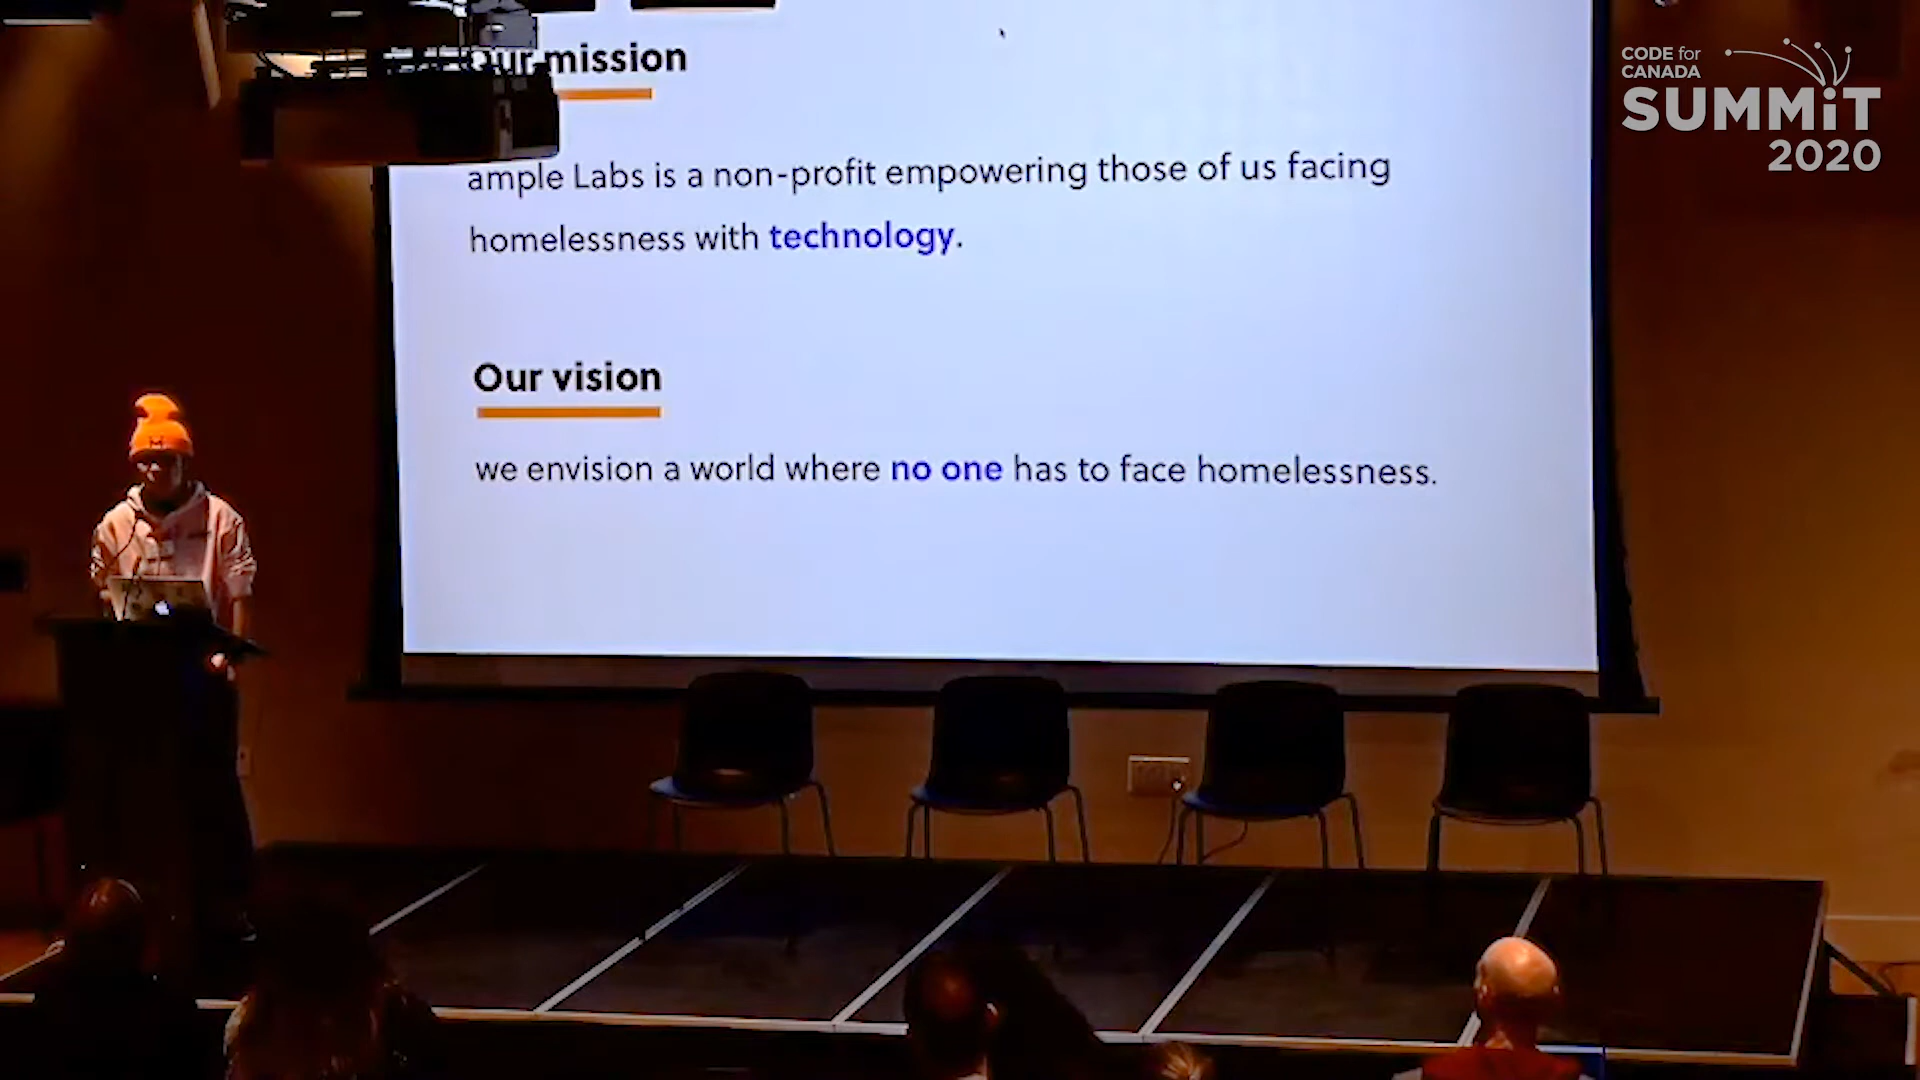 Our mission
ample Labs is a non-profit empowering those of us facing
homelessness with technology.
Our vision
we envision a world where no one has to face homelessness.
CODE for
CANADA
SUMMiT
2020